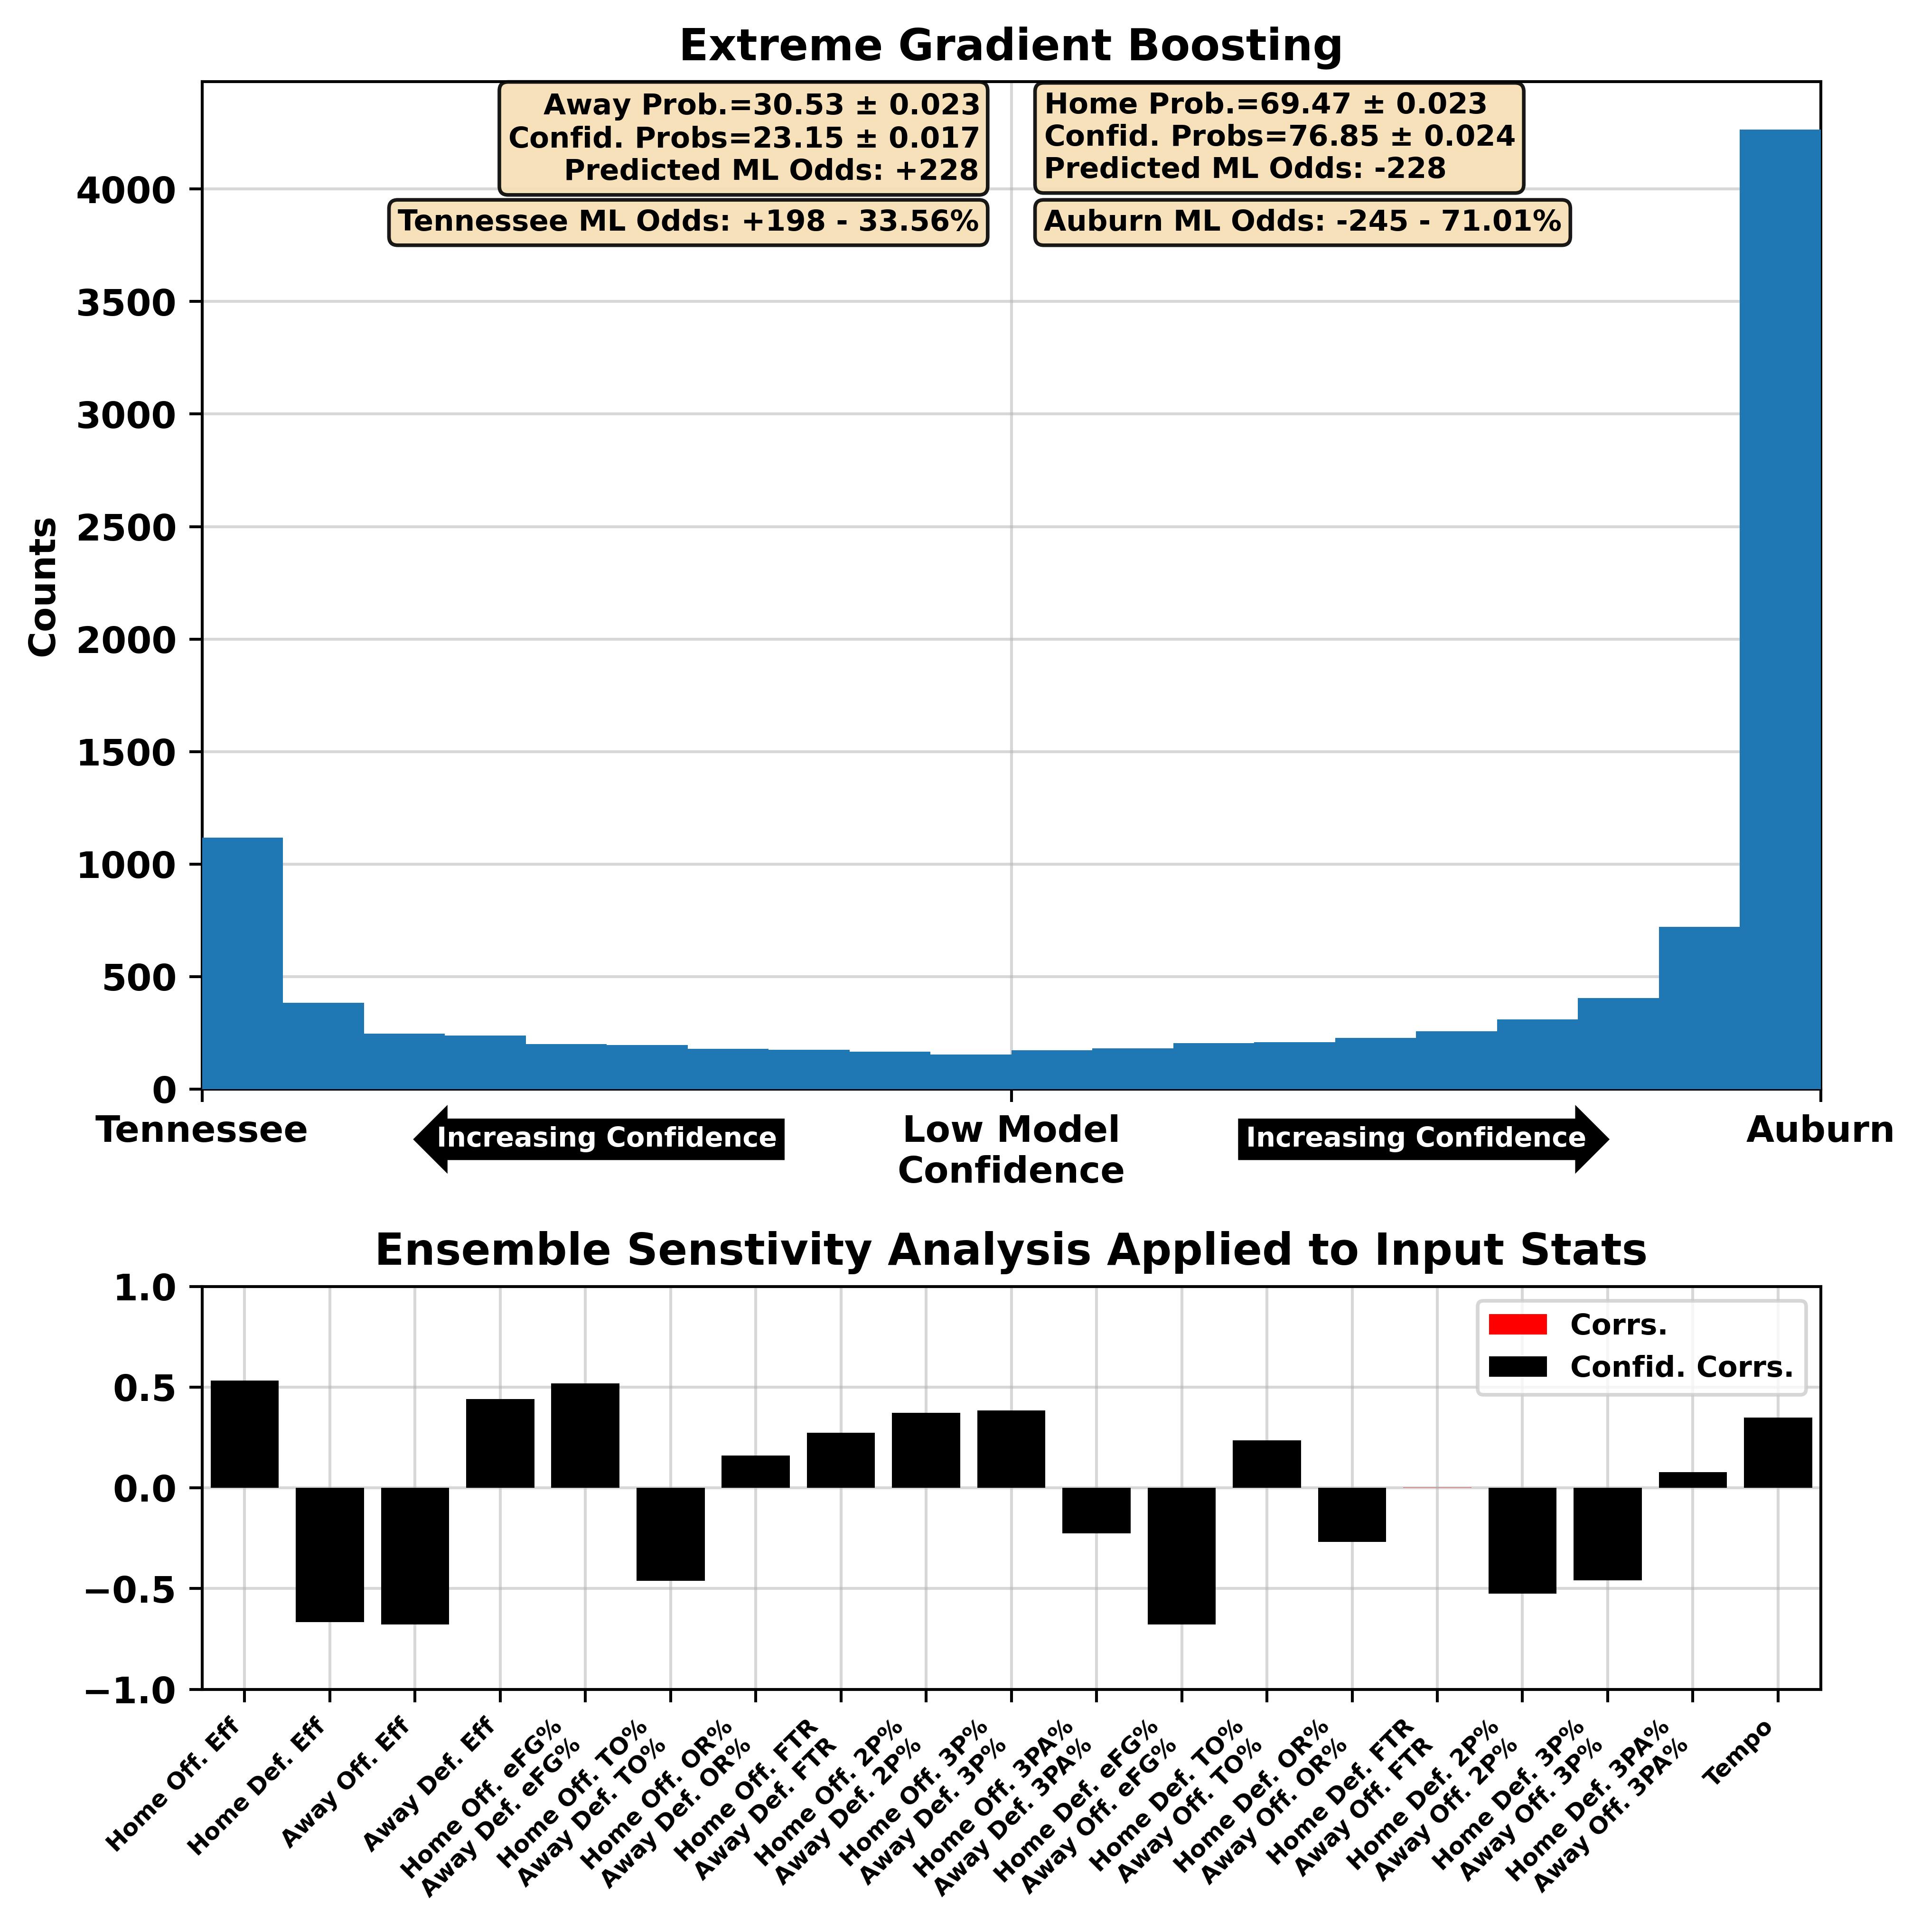 Extreme Gradient Boosting
Away Prob.=30.53 ± 0.023
Confid. Probs=23.15 ± 0.017
Predicted ML Odds: +228
Home Prob.=69.47 ± 0.023
Confid. Probs=76.85 ± 0.024
Predicted ML Odds: -228
Tennessee ML Odds: +198 - 33.56%
Auburn ML Odds: -245 - 71.01%
Counts
4000
3500
3000
2500
2000
1500
1000
500
0
Tennessee
Increasing Confidence
Low Model
Confidence
Increasing Confidence
Auburn
Ensemble Senstivity Analysis Applied to Input Stats
Corrs.
Confid. Corrs.
1.0
0.5
0.0
−0.5
−1.0
Home Off. Eff
Home Def. Eff
Away Off. Eff
Away Def. Eff
Home Off. eFG%
Away Def. eFG%
Home Off. TO%
Away Def. TO%
Home Off. OR%
Away Def. OR%
Home Off. FTR
Away Def. FTR
Home Off. 2P%
Away Def. 2P%
Home Off. 3P%
Away Def. 3P%
Home Off. 3PA%
Away Def. 3PA%
Home Def. eFG%
Away Off. eFG%
Home Def. TO%
Away Off. TO%
Home Def. OR%
Away Off. OR%
Home Def. FTR
Away Off. FTR
Home Def. 2P%
Away Off. 2P%
Home Def. 3P%
Away Off. 3P%
Home Def. 3PA%
Away Off. 3PA%
Tempo